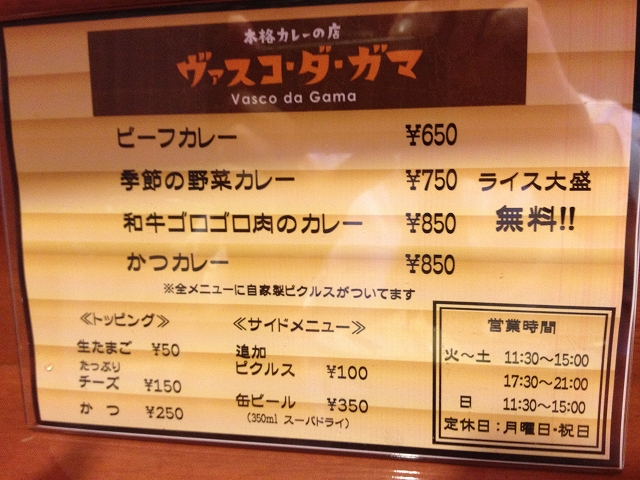 本格カレーの店
ヴァスコ・ダ・ガマ
Vasco da Gama
ビーフカレー ¥650
季節の野菜カレー ¥750
和牛ゴロゴロ肉のカレー ¥850
かつカレー ¥850
ライス大盛
無料!!
※全メニューに自家製ピクルスがついてます
≪トッピング≫
生たまご ¥50
たっぷり
チーズ ¥150
かつ ¥250
≪サイドメニュー≫
追加
ピクルス ¥100
缶ビール ¥350
(350ml スーパドライ)
営業時間
火～土 11:30～15:00
17:30～21:00
日 11:30～15:00
定休日：月曜日・祝日